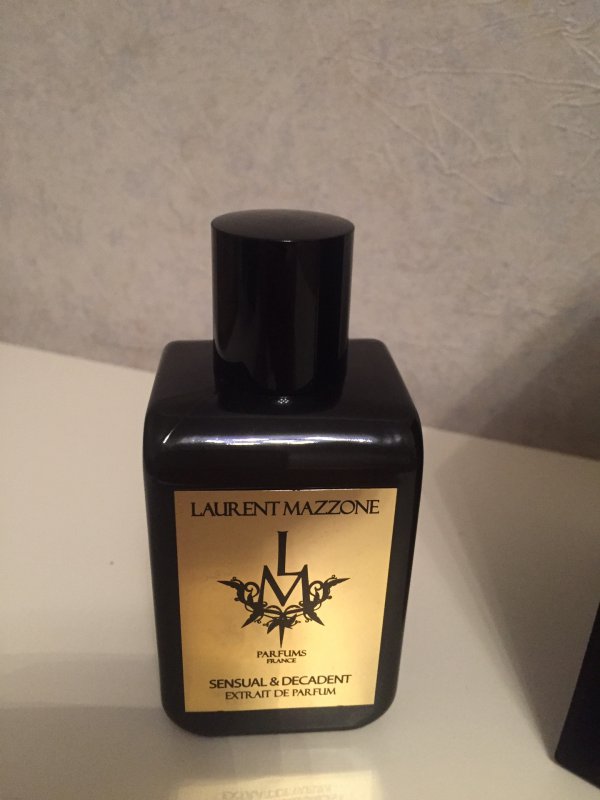 LAURENT MAZZONE
LM
PARFUMS
FRANCE
SENSUAL & DECADENT
EXTRAIT DE PARFUM